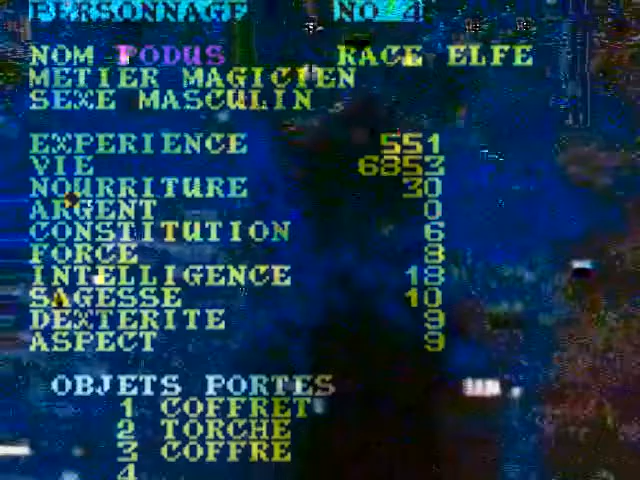 PERSONNAGE NO 4
NOM PODUS RACE ELFE
METIER MAGICIEN
SEXE MASCULIN
EXPERIENCE 551
VIE 6853
NOURRITURE 30
ARGENT 0
CONSTITUTION 6
FORCE 8
INTELLIGENCE 18
SAGESSE 10
DEXTERITE 9
ASPECT 9
OBJETS PORTES
1 COFFRET
2 TORCHE
3 COFFRE
4